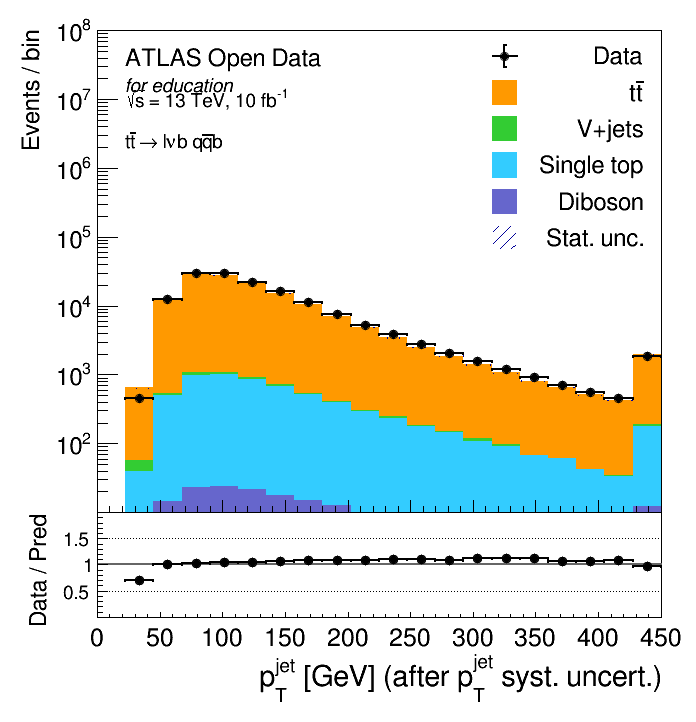 Events / bin
10⁸
10⁷
10⁶
10⁵
10⁴
10³
10²
ATLAS Open Data
for education
√s = 13 TeV, 10 fb⁻¹
tt̄ → lνb qq̄b
Data
tt̄
V+jets
Single top
Diboson
Stat. unc.
Data / Pred
1.5
1
0.5
0 50 100 150 200 250 300 350 400 450
p_T^jet [GeV] (after p_T^jet syst. uncert.)